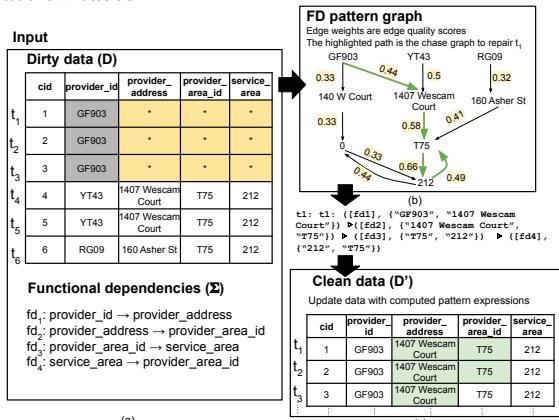 Input
Dirty data (D)
cid provider_id provider_address provider_area_id service_area
t1 1 GF903 * * *
t2 2 GF903 * * *
t3 3 GF903 * * *
t4 4 YT43 1407 Wescam Court T75 212
t5 5 YT43 1407 Wescam Court T75 212
t6 6 RG09 160 Asher St T75 212
Functional dependencies (Σ)
fd1: provider_id → provider_address
fd2: provider_address → provider_area_id
fd3: provider_area_id → service_area
fd4: service_area → provider_area_id
FD pattern graph
Edge weights are edge quality scores
The highlighted path is the chase graph to repair t1
GF903 YT43 RG09
0.33 0.44 0.5 0.32
140 W Court 1407 Wescam Court 160 Asher St
0.33 0.58 0.41
0 T75
0.33 0.44 0.66 0.49
212
(b)
t1: t1: ([fd1], {"GF903", "1407 Wescam
Court"}) ▷([fd2], {"1407 Wescam Court",
"T75"}) ▷ ([fd3], {"T75", "212"}) ▷ ([fd4],
{"212", "T75"})
Clean data (D')
Update data with computed pattern expressions
cid provider_id provider_address provider_area_id service_area
t1 1 GF903 1407 Wescam Court T75 212
t2 2 GF903 1407 Wescam Court T75 212
t3 3 GF903 1407 Wescam Court T75 212